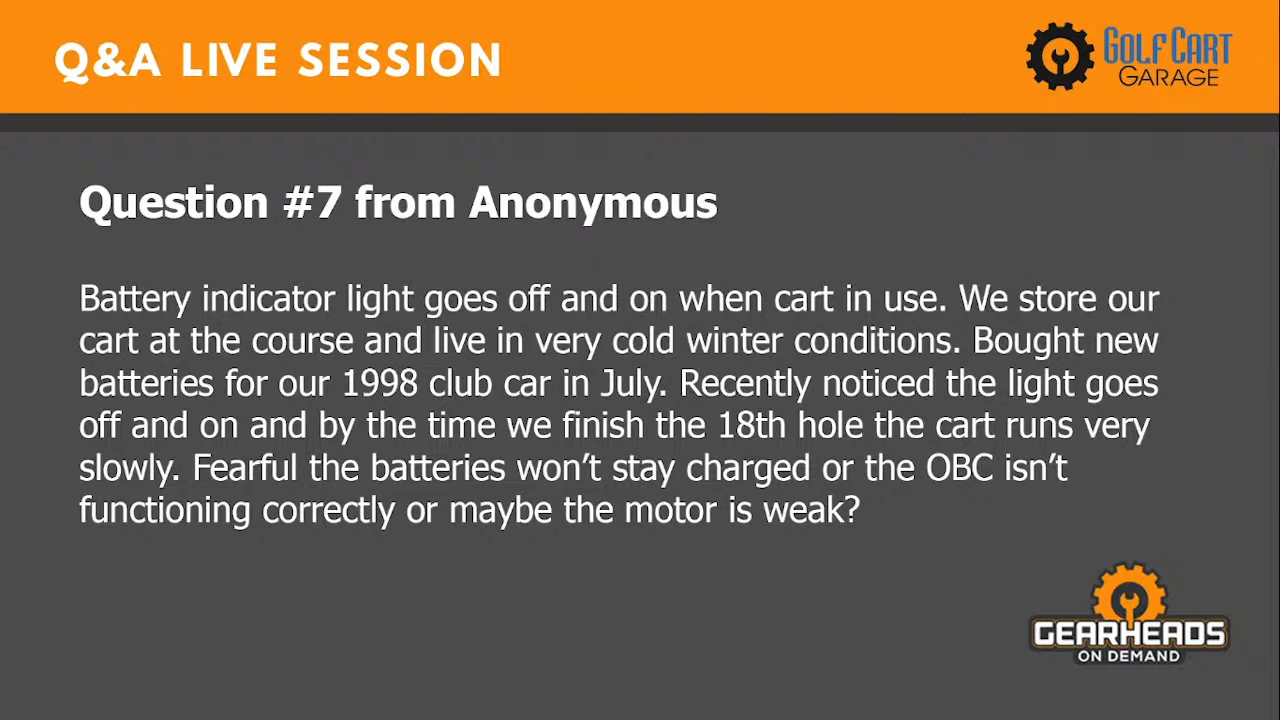 Q&A LIVE SESSION
GOLF CART
GARAGE
Question #7 from Anonymous
Battery indicator light goes off and on when cart in use. We store our
cart at the course and live in very cold winter conditions. Bought new
batteries for our 1998 club car in July. Recently noticed the light goes
off and on and by the time we finish the 18th hole the cart runs very
slowly. Fearful the batteries won’t stay charged or the OBC isn’t
functioning correctly or maybe the motor is weak?
GEARHEADS
ON DEMAND